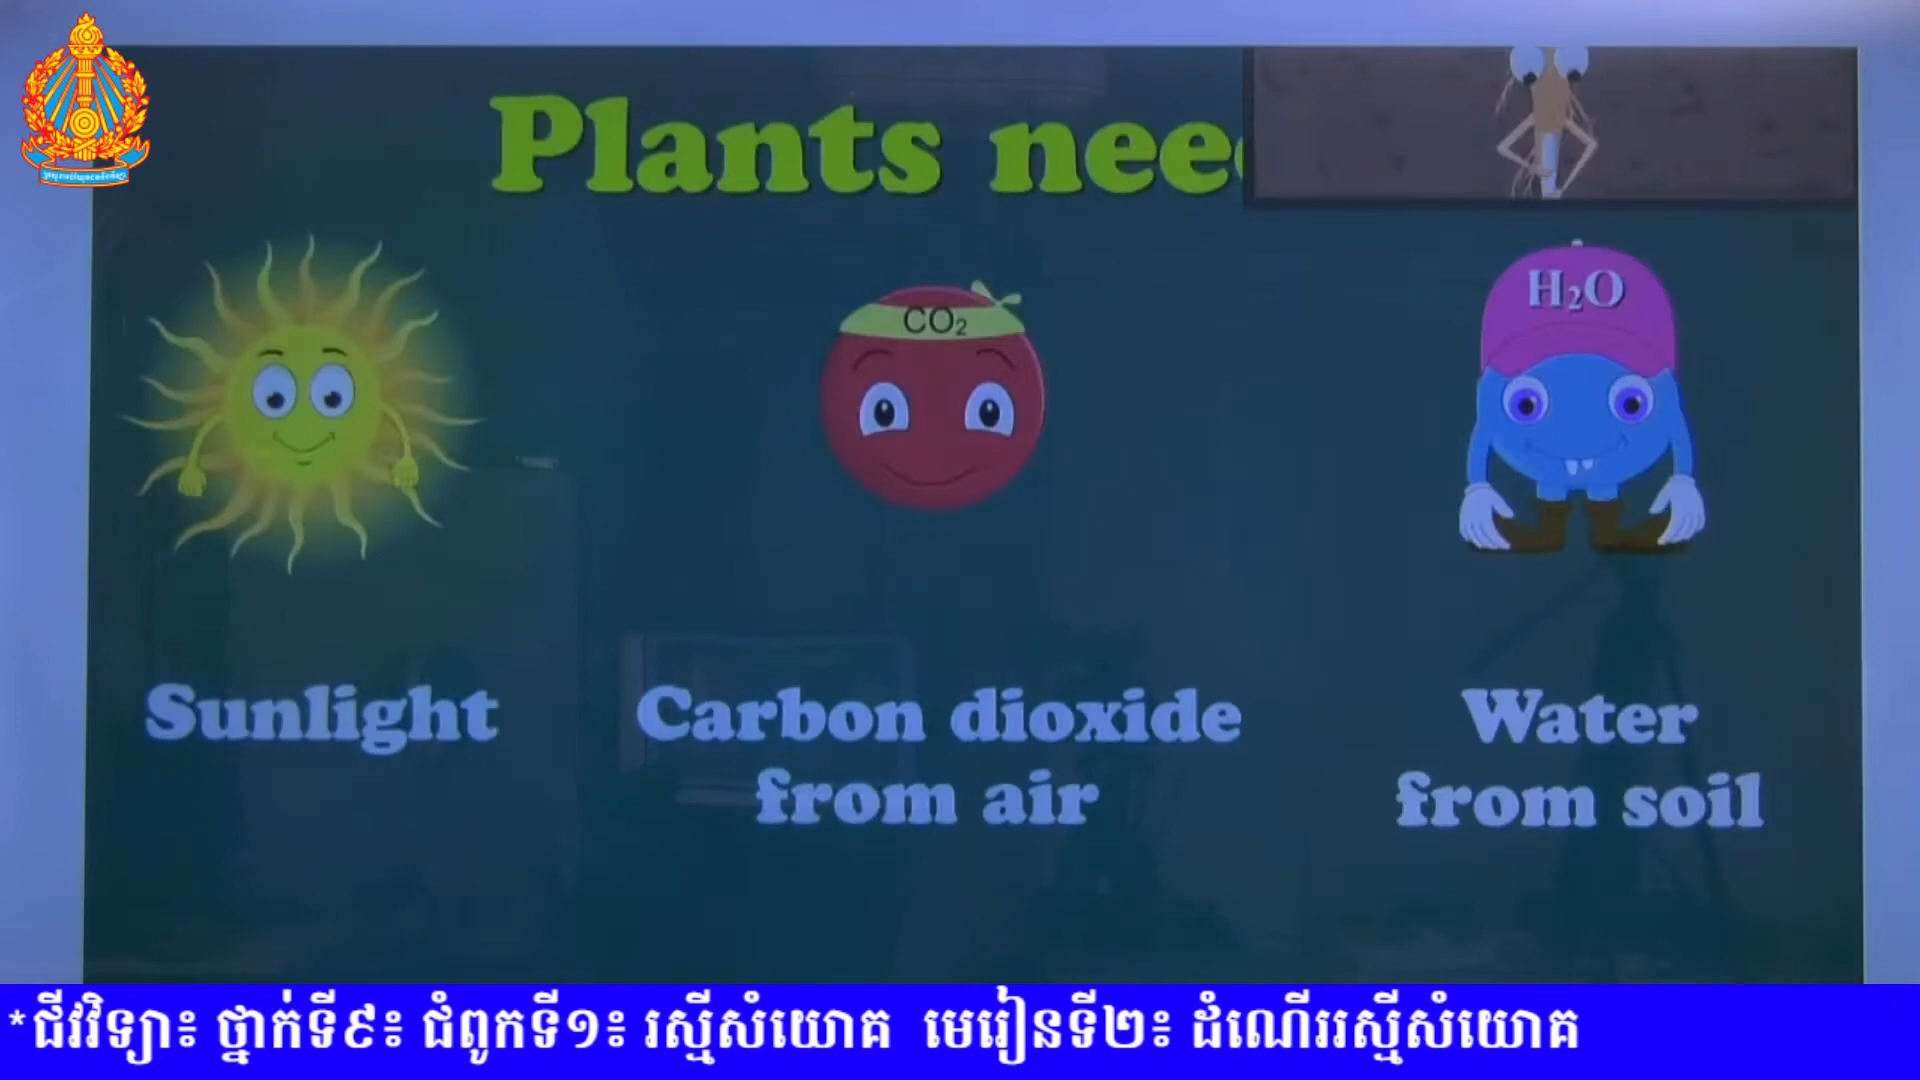 Plants nee
CO₂
H₂O
Sunlight
Carbon dioxide
from air
Water
from soil
*ជីវវិទ្យា៖ ថ្នាក់ទី៩៖ ជំពូកទី១៖ រស្មីសំយោគ មេរៀនទី២៖ ដំណើររស្មីសំយោគ